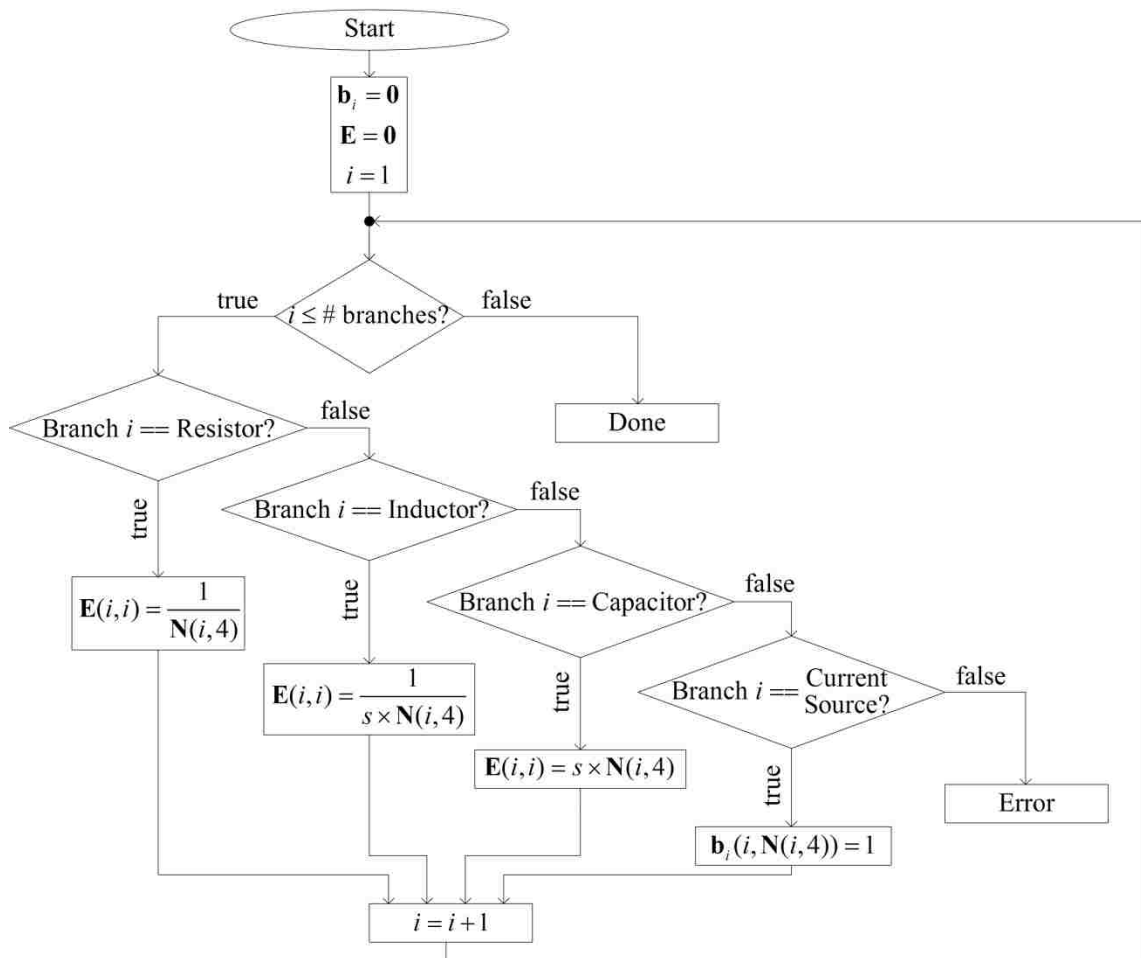 Start
b_i = 0
E = 0
i = 1
true
false
i ≤ # branches?
Done
Branch i == Resistor?
false
true
Branch i == Inductor?
false
true
E(i,i) = 1 / N(i,4)
Branch i == Capacitor?
false
true
E(i,i) = 1 / s × N(i,4)
Branch i == Current Source?
false
true
E(i,i) = s × N(i,4)
Error
b_i(i, N(i,4)) = 1
i = i + 1